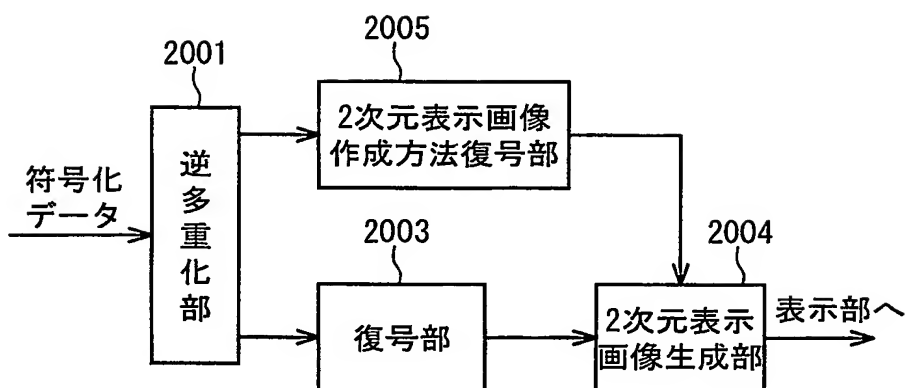 2005
2001
2次元表示画像
作成方法復号部
符号化
データ
逆多重化部
2003
2004
復号部
2次元表示
画像生成部
表示部へ